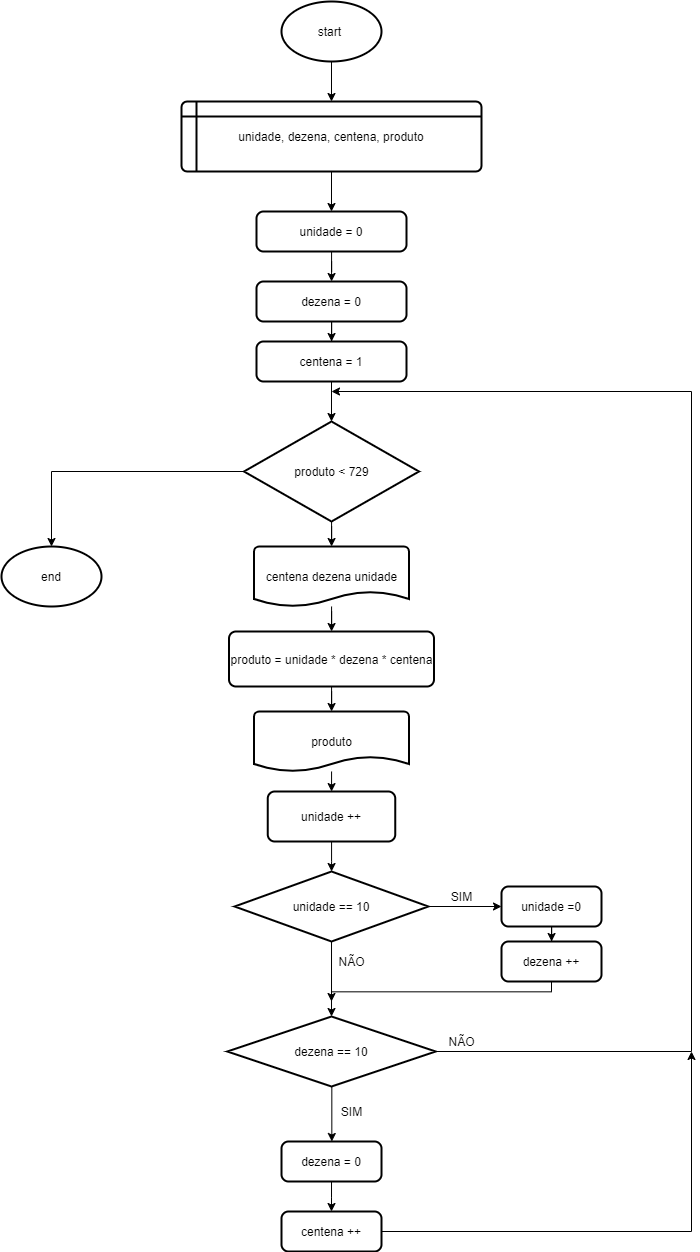 start
unidade, dezena, centena, produto
unidade = 0
dezena = 0
centena = 1
produto < 729
end
centena dezena unidade
produto = unidade * dezena * centena
produto
unidade ++
unidade == 10
SIM
unidade =0
dezena ++
NÃO
dezena == 10
NÃO
SIM
dezena = 0
centena ++